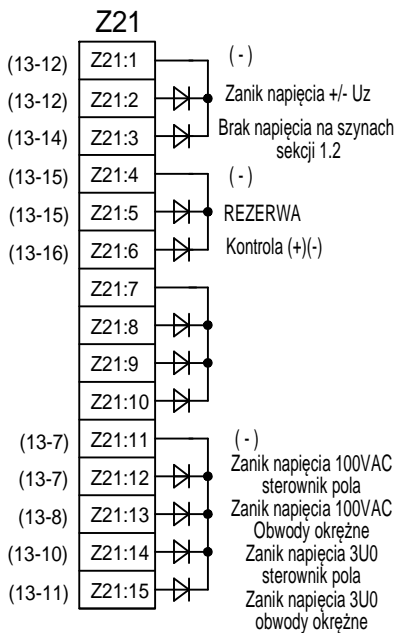 Z21
(13-12) Z21:1 (-)
(13-12) Z21:2 Zanik napięcia +/- Uz
(13-14) Z21:3 Brak napięcia na szynach
sekcji 1.2
(13-15) Z21:4 (-)
(13-15) Z21:5 REZERWA
(13-16) Z21:6 Kontrola (+)(-)
Z21:7
Z21:8
Z21:9
Z21:10
(13-7) Z21:11 (-)
(13-7) Z21:12 Zanik napięcia 100VAC
sterownik pola
(13-8) Z21:13 Zanik napięcia 100VAC
Obwody okrężne
(13-10) Z21:14 Zanik napięcia 3U0
sterownik pola
(13-11) Z21:15 Zanik napięcia 3U0
obwody okrężne